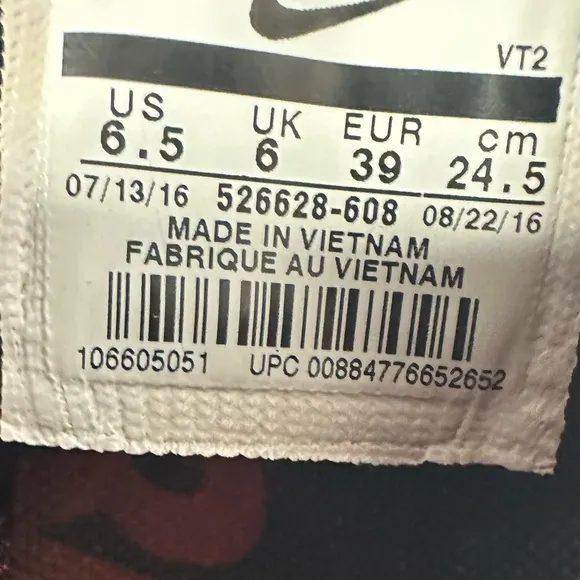 VT2
US UK EUR cm
6.5 6 39 24.5
07/13/16 526628-608 08/22/16
MADE IN VIETNAM
FABRIQUE AU VIETNAM
106605051 UPC 00884776652652